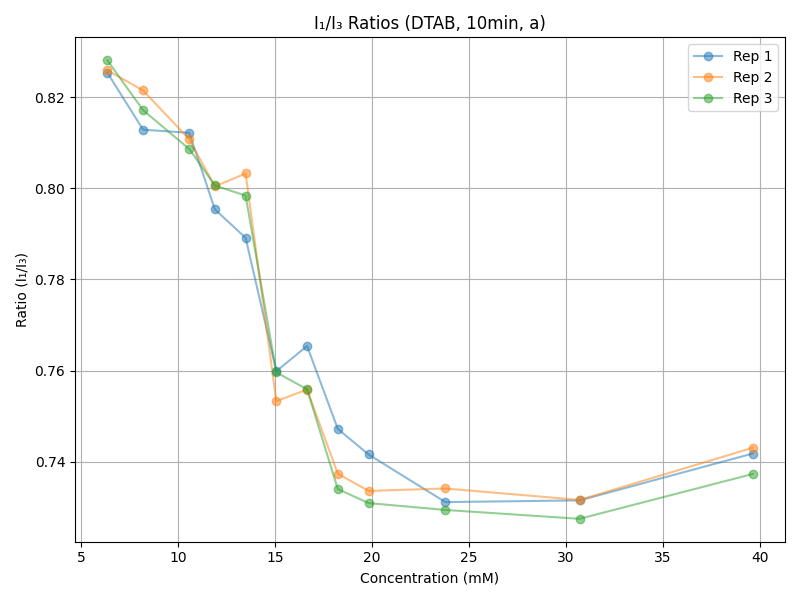 I₁/I₃ Ratios (DTAB, 10min, a)
Rep 1
Rep 2
Rep 3
Ratio (I₁/I₃)
0.82
0.80
0.78
0.76
0.74
5 10 15 20 25 30 35 40
Concentration (mM)